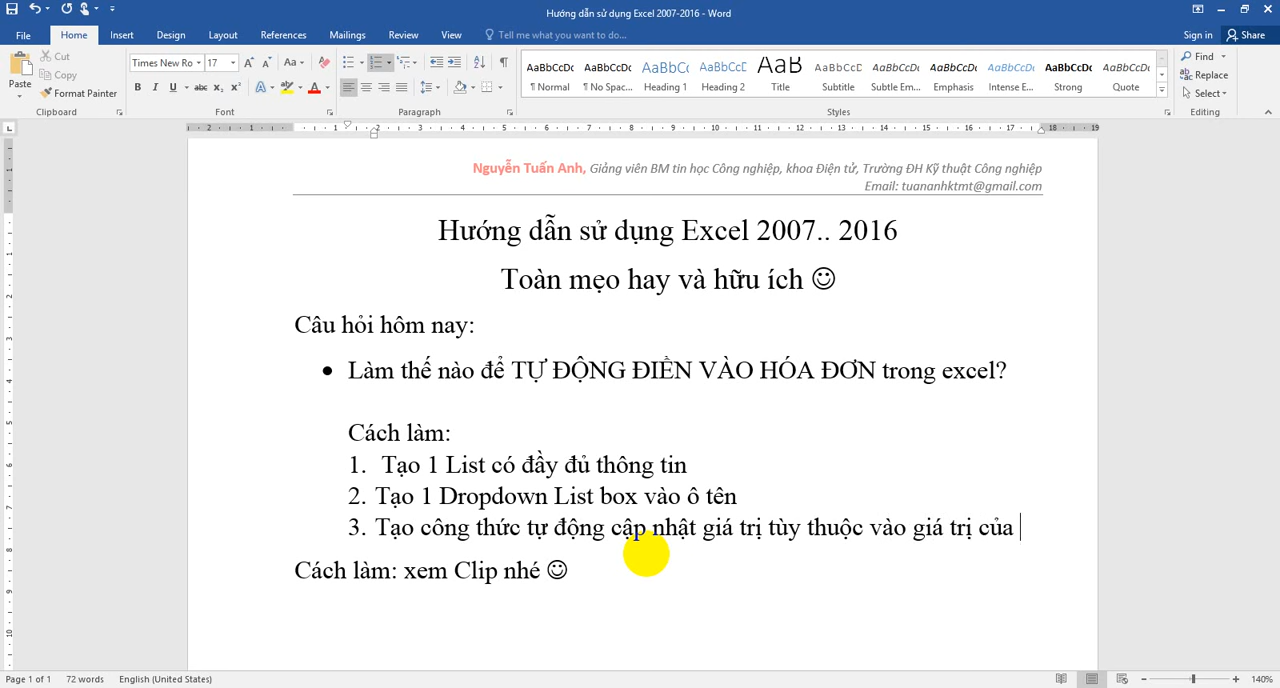 Hướng dẫn sử dụng Excel 2007-2016 - Word
File Home Insert Design Layout References Mailings Review View Tell me what you want to do... Sign in Share
Paste Cut Copy Format Painter
Clipboard
Times New Ro 17
Font
Paragraph
AaBbCcDc AaBbCcDc AaBbCc AaBbCcC AaB AaBbCcC AaBbCcDc AaBbCcDc AaBbCcDc AaBbCcDc AaBbCcDc
¶ Normal ¶ No Spac... Heading 1 Heading 2 Title Subtitle Subtle Em... Emphasis Intense E... Strong Quote
Styles
Find
Replace
Select
Editing
Nguyễn Tuấn Anh, Giảng viên BM tin học Công nghiệp, khoa Điện tử, Trường ĐH Kỹ thuật Công nghiệp
Email: tuananhktmt@gmail.com
Hướng dẫn sử dụng Excel 2007.. 2016
Toàn mẹo hay và hữu ích ☺
Câu hỏi hôm nay:
• Làm thế nào để TỰ ĐỘNG ĐIỀN VÀO HÓA ĐƠN trong excel?
Cách làm:
1. Tạo 1 List có đầy đủ thông tin
2. Tạo 1 Dropdown List box vào ô tên
3. Tạo công thức tự động cập nhật giá trị tùy thuộc vào giá trị của
Cách làm: xem Clip nhé ☺
Page 1 of 1 72 words English (United States) 140%